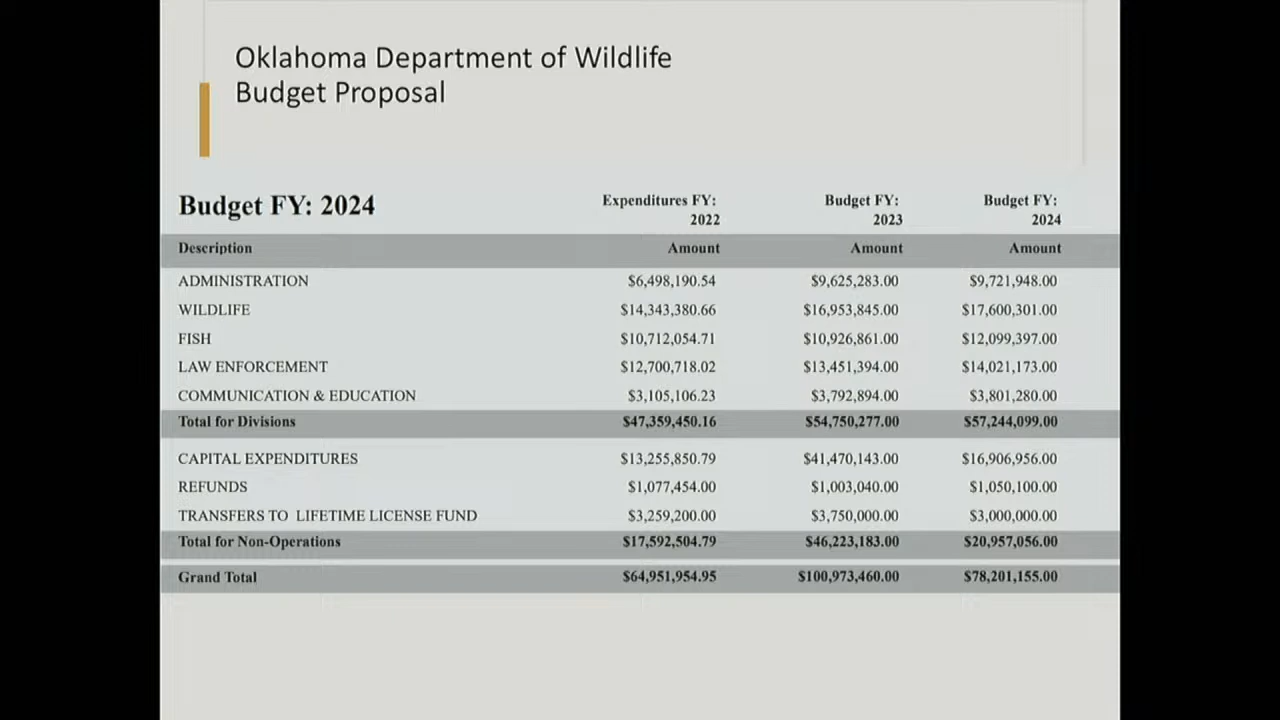 Oklahoma Department of Wildlife
Budget Proposal
Budget FY: 2024 Expenditures FY: 2022 Budget FY: 2023 Budget FY: 2024
Description Amount Amount Amount
ADMINISTRATION $6,498,190.54 $9,625,283.00 $9,721,948.00
WILDLIFE $14,343,380.66 $16,953,845.00 $17,600,301.00
FISH $10,712,054.71 $10,926,861.00 $12,099,397.00
LAW ENFORCEMENT $12,700,718.02 $13,451,394.00 $14,021,173.00
COMMUNICATION & EDUCATION $3,105,106.23 $3,792,894.00 $3,801,280.00
Total for Divisions $47,359,450.16 $54,750,277.00 $57,244,099.00
CAPITAL EXPENDITURES $13,255,850.79 $41,470,143.00 $16,906,956.00
REFUNDS $1,077,454.00 $1,003,040.00 $1,050,100.00
TRANSFERS TO LIFETIME LICENSE FUND $3,259,200.00 $3,750,000.00 $3,000,000.00
Total for Non-Operations $17,592,504.79 $46,223,183.00 $20,957,056.00
Grand Total $64,951,954.95 $100,973,460.00 $78,201,155.00